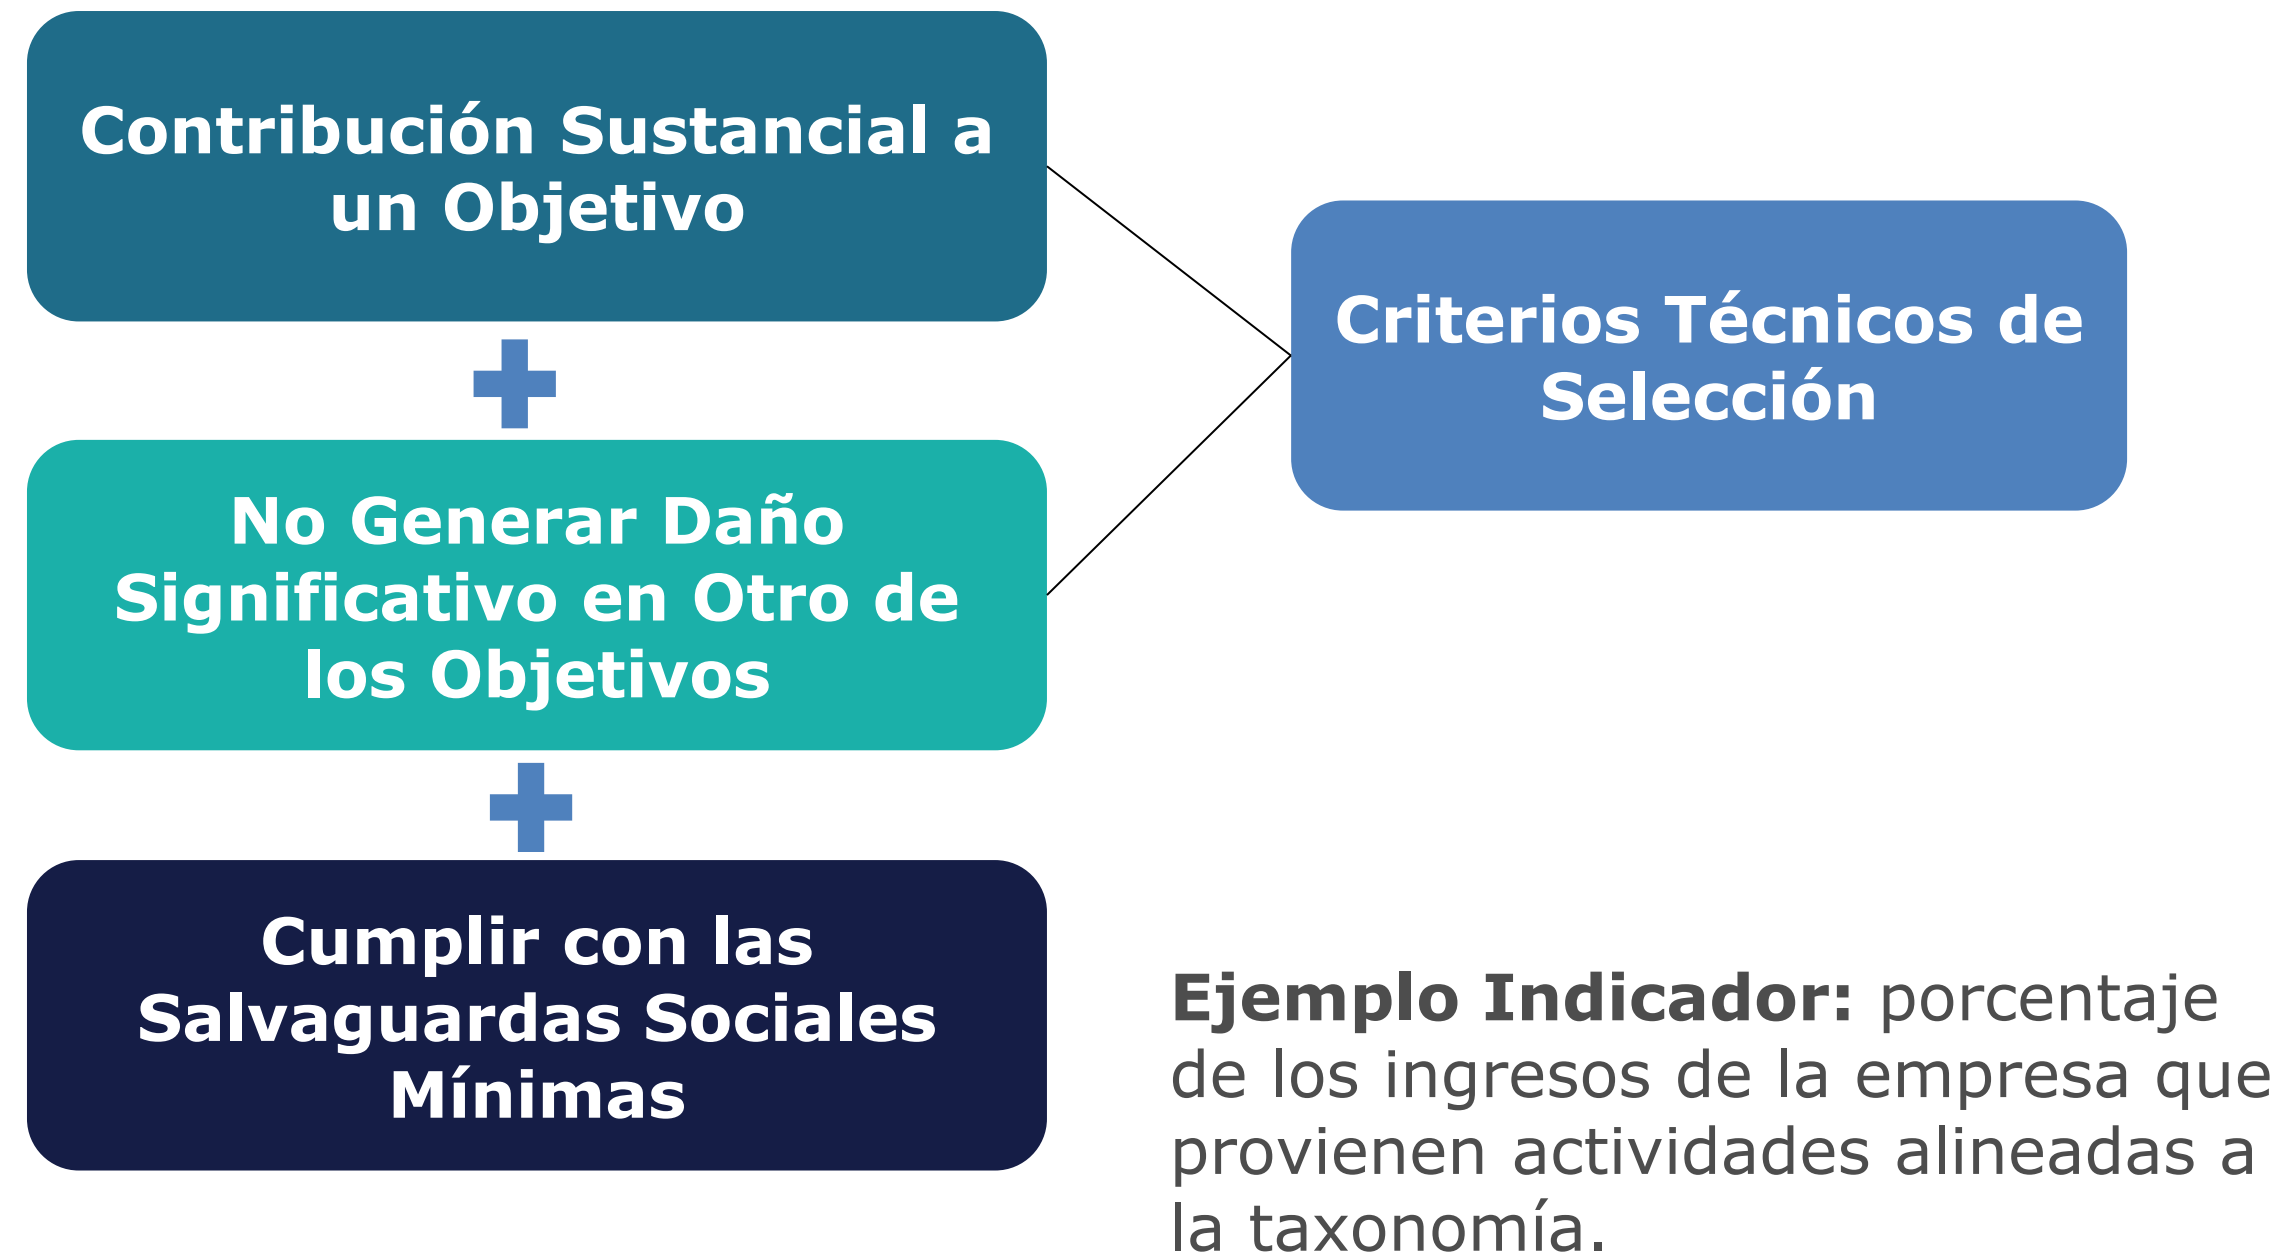 Contribución Sustancial a
un Objetivo
Criterios Técnicos de
Selección
No Generar Daño
Significativo en Otro de
los Objetivos
Cumplir con las
Salvaguardas Sociales
Mínimas
Ejemplo Indicador: porcentaje
de los ingresos de la empresa que
provienen actividades alineadas a
la taxonomía.